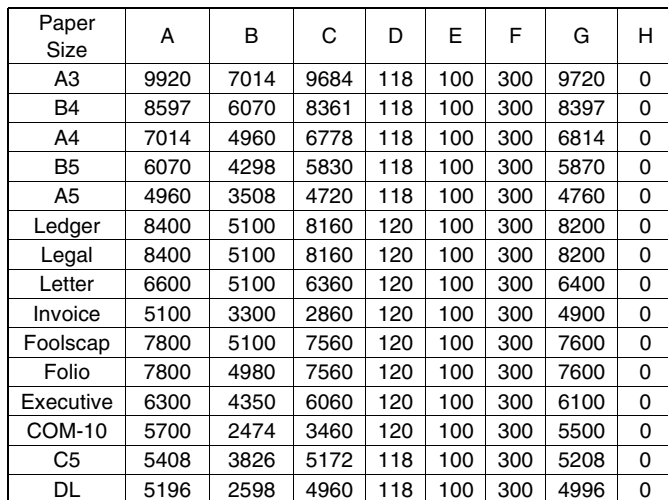 Paper Size A B C D E F G H
A3 9920 7014 9684 118 100 300 9720 0
B4 8597 6070 8361 118 100 300 8397 0
A4 7014 4960 6778 118 100 300 6814 0
B5 6070 4298 5830 118 100 300 5870 0
A5 4960 3508 4720 118 100 300 4760 0
Ledger 8400 5100 8160 120 100 300 8200 0
Legal 8400 5100 8160 120 100 300 8200 0
Letter 6600 5100 6360 120 100 300 6400 0
Invoice 5100 3300 2860 120 100 300 4900 0
Foolscap 7800 5100 7560 120 100 300 7600 0
Folio 7800 4980 7560 120 100 300 7600 0
Executive 6300 4350 6060 120 100 300 6100 0
COM-10 5700 2474 3460 120 100 300 5500 0
C5 5408 3826 5172 118 100 300 5208 0
DL 5196 2598 4960 118 100 300 4996 0